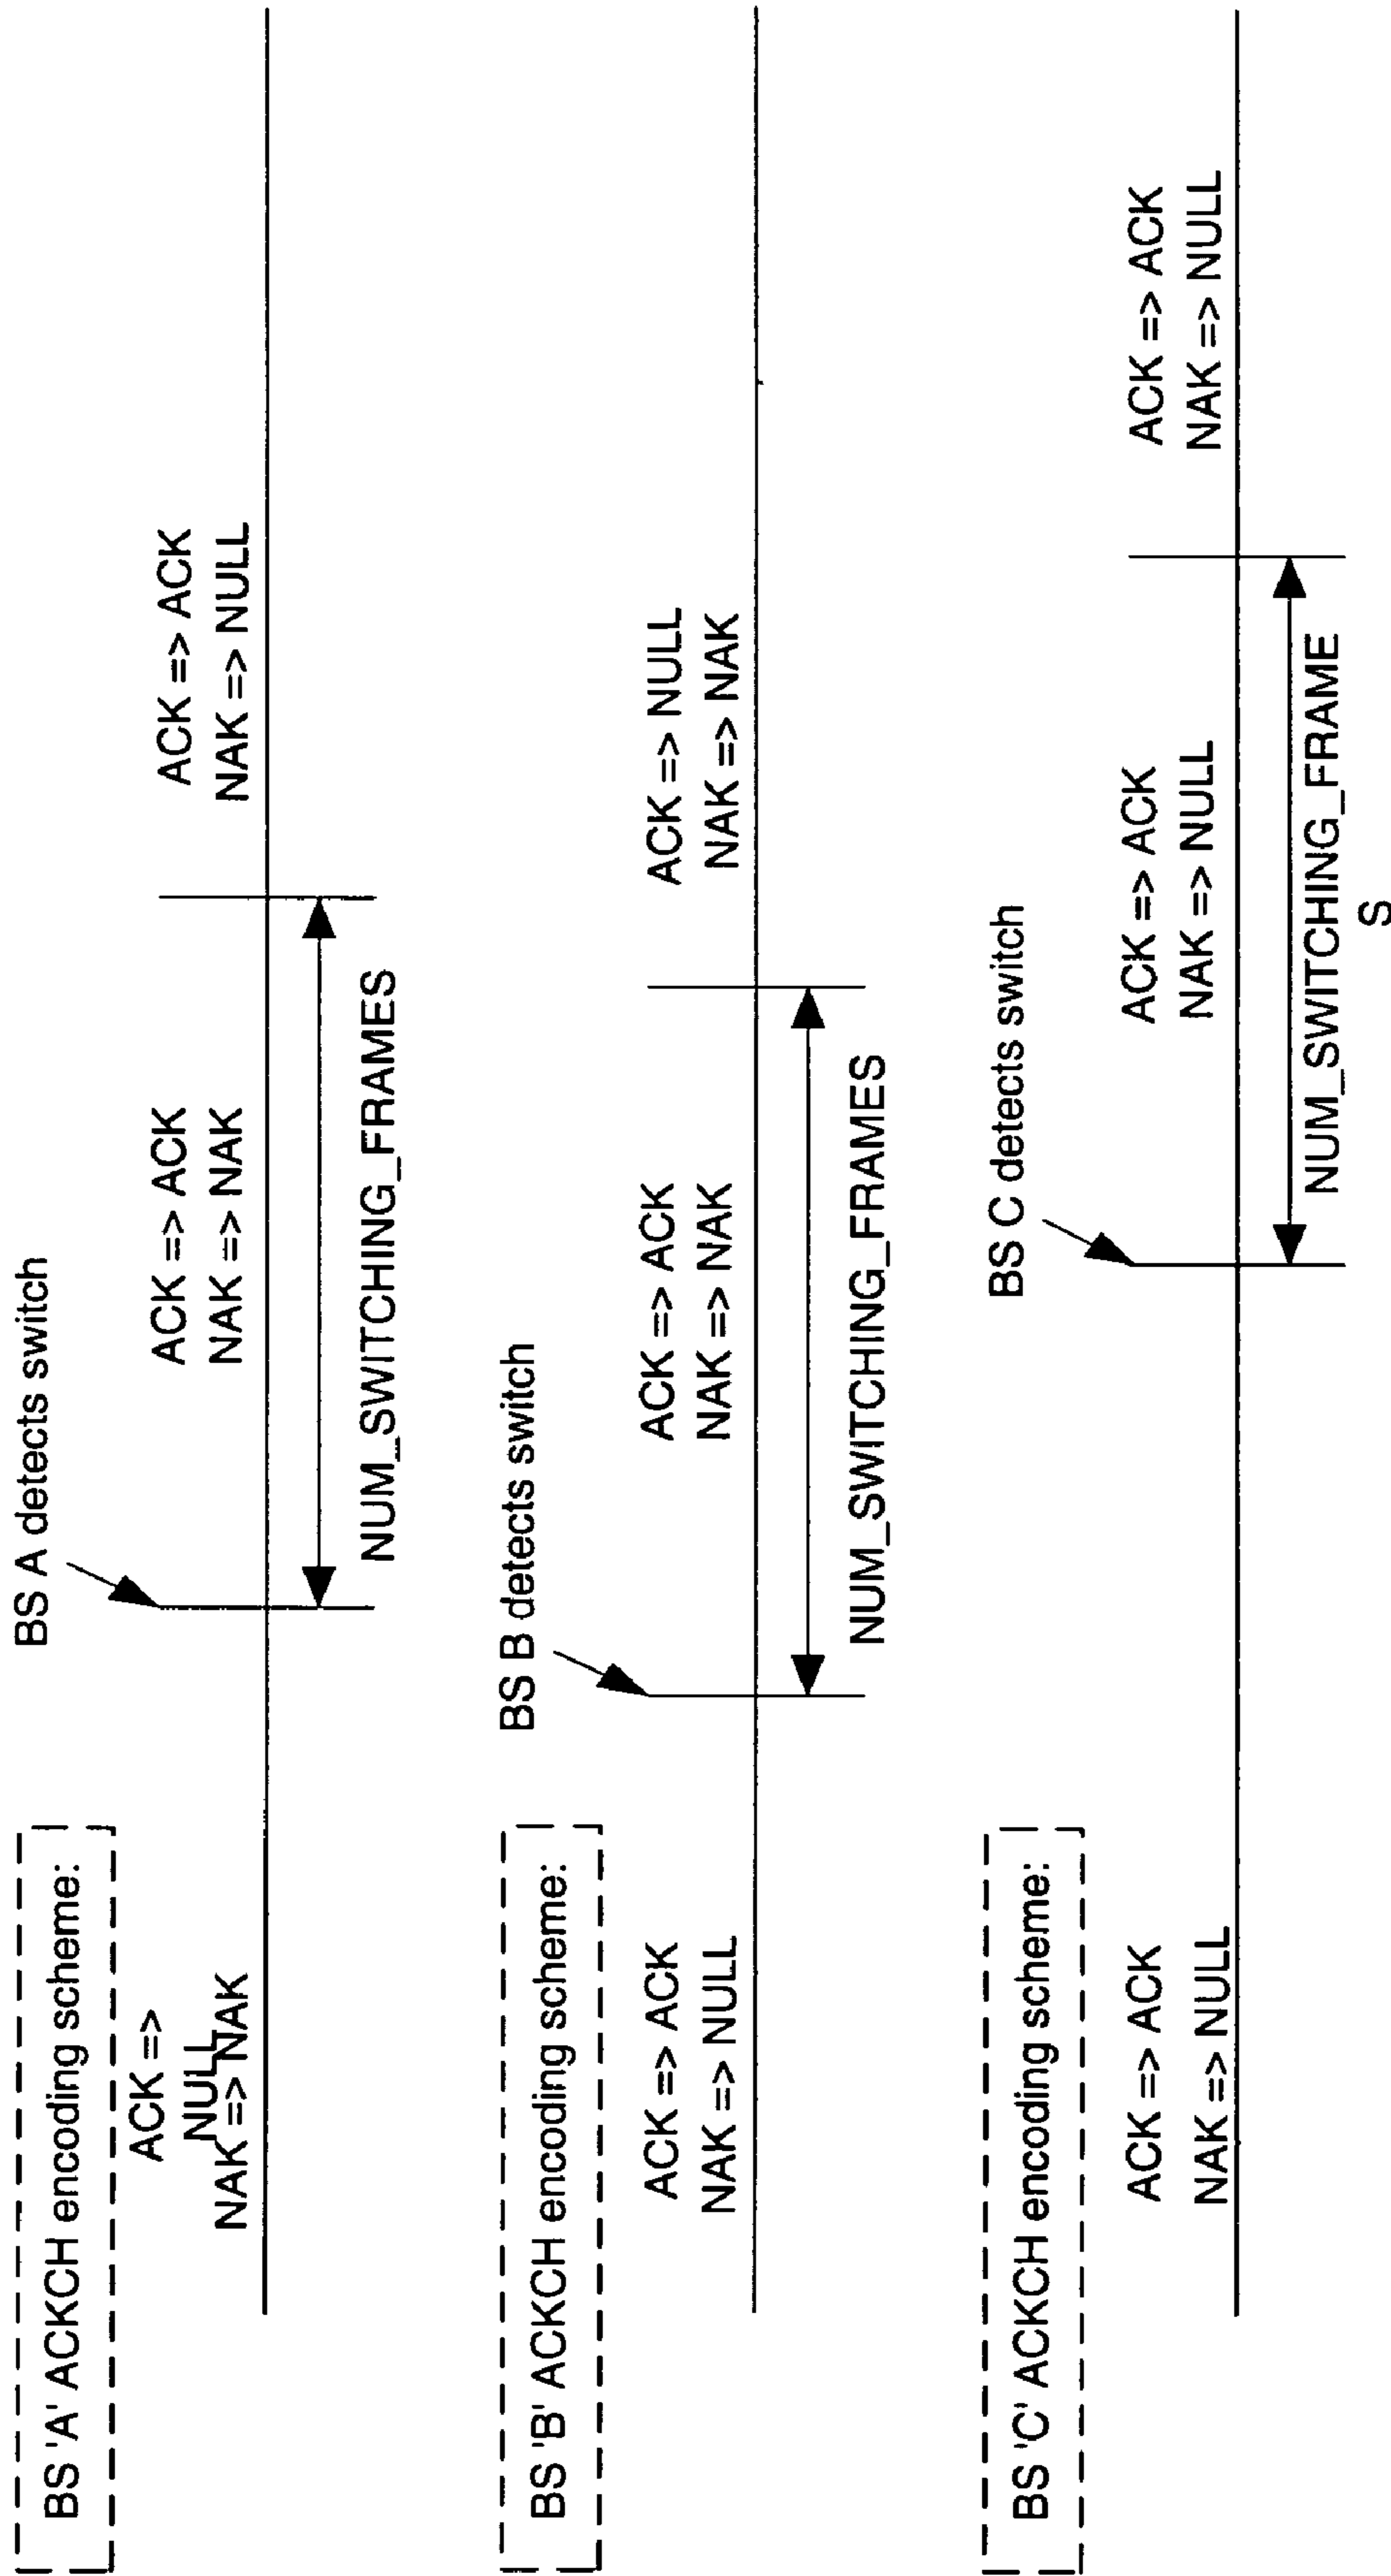 BS 'A' ACKCH encoding scheme:
BS A detects switch
ACK =>
NULL
NAK => NAK
ACK => ACK
NAK => NAK
ACK => ACK
NAK => NULL
NUM_SWITCHING_FRAMES
BS 'B' ACKCH encoding scheme:
BS B detects switch
ACK => ACK
NAK => NULL
ACK => ACK
NAK => NAK
ACK => NULL
NAK => NAK
NUM_SWITCHING_FRAMES
BS 'C' ACKCH encoding scheme:
BS C detects switch
ACK => ACK
NAK => NULL
ACK => ACK
NAK => NULL
ACK => ACK
NAK => NULL
NUM_SWITCHING_FRAME
S